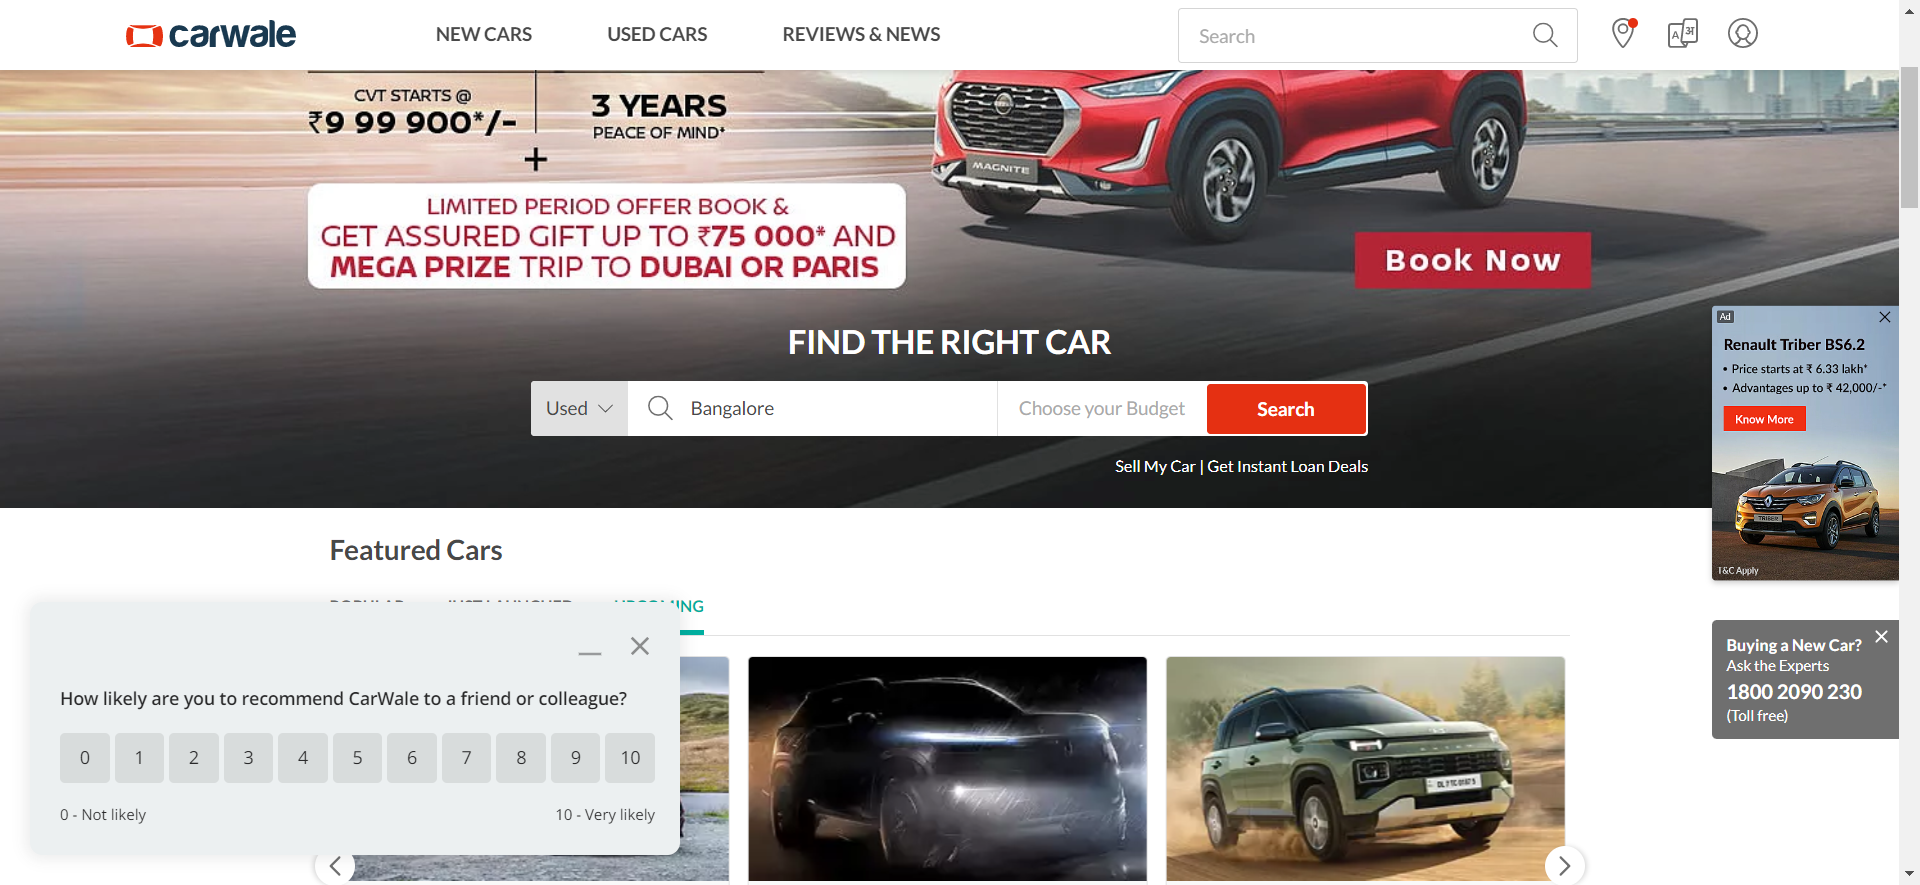 carwale
NEW CARS
USED CARS
REVIEWS & NEWS
Search
CVT STARTS @
₹9 99 900*/-
3 YEARS
PEACE OF MIND*
+
LIMITED PERIOD OFFER BOOK &
GET ASSURED GIFT UP TO ₹75 000* AND
MEGA PRIZE TRIP TO DUBAI OR PARIS
MAGNITE
Book Now
FIND THE RIGHT CAR
Used
Bangalore
Choose your Budget
Search
Sell My Car | Get Instant Loan Deals
Ad
Renault Triber BS6.2
• Price starts at ₹ 6.33 lakh*
• Advantages up to ₹ 42,000/-*
Know More
TRIBER
T&C Apply
Featured Cars
POPULAR
JUST LAUNCHED
UPCOMING
Buying a New Car?
Ask the Experts
1800 2090 230
(Toll free)
How likely are you to recommend CarWale to a friend or colleague?
0 1 2 3 4 5 6 7 8 9 10
0 - Not likely
10 - Very likely